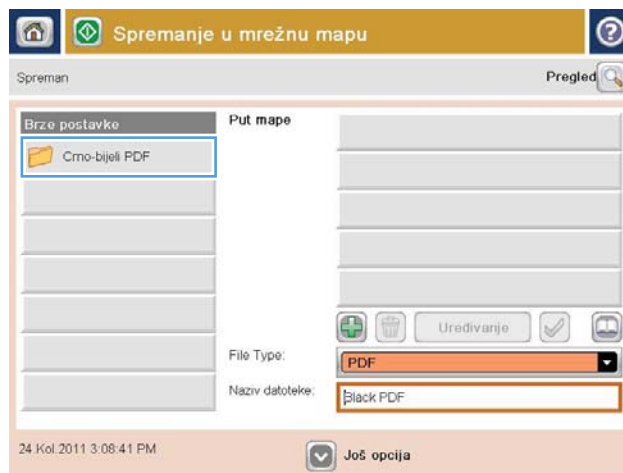 Spremanje u mrežnu mapu
Spreman
Pregled
Brze postavke
Crno-bijeli PDF
Put mape
Uređivanje
File Type:
PDF
Naziv datoteke:
Black PDF
24.Kol.2011 3:08:41 PM
Još opcija